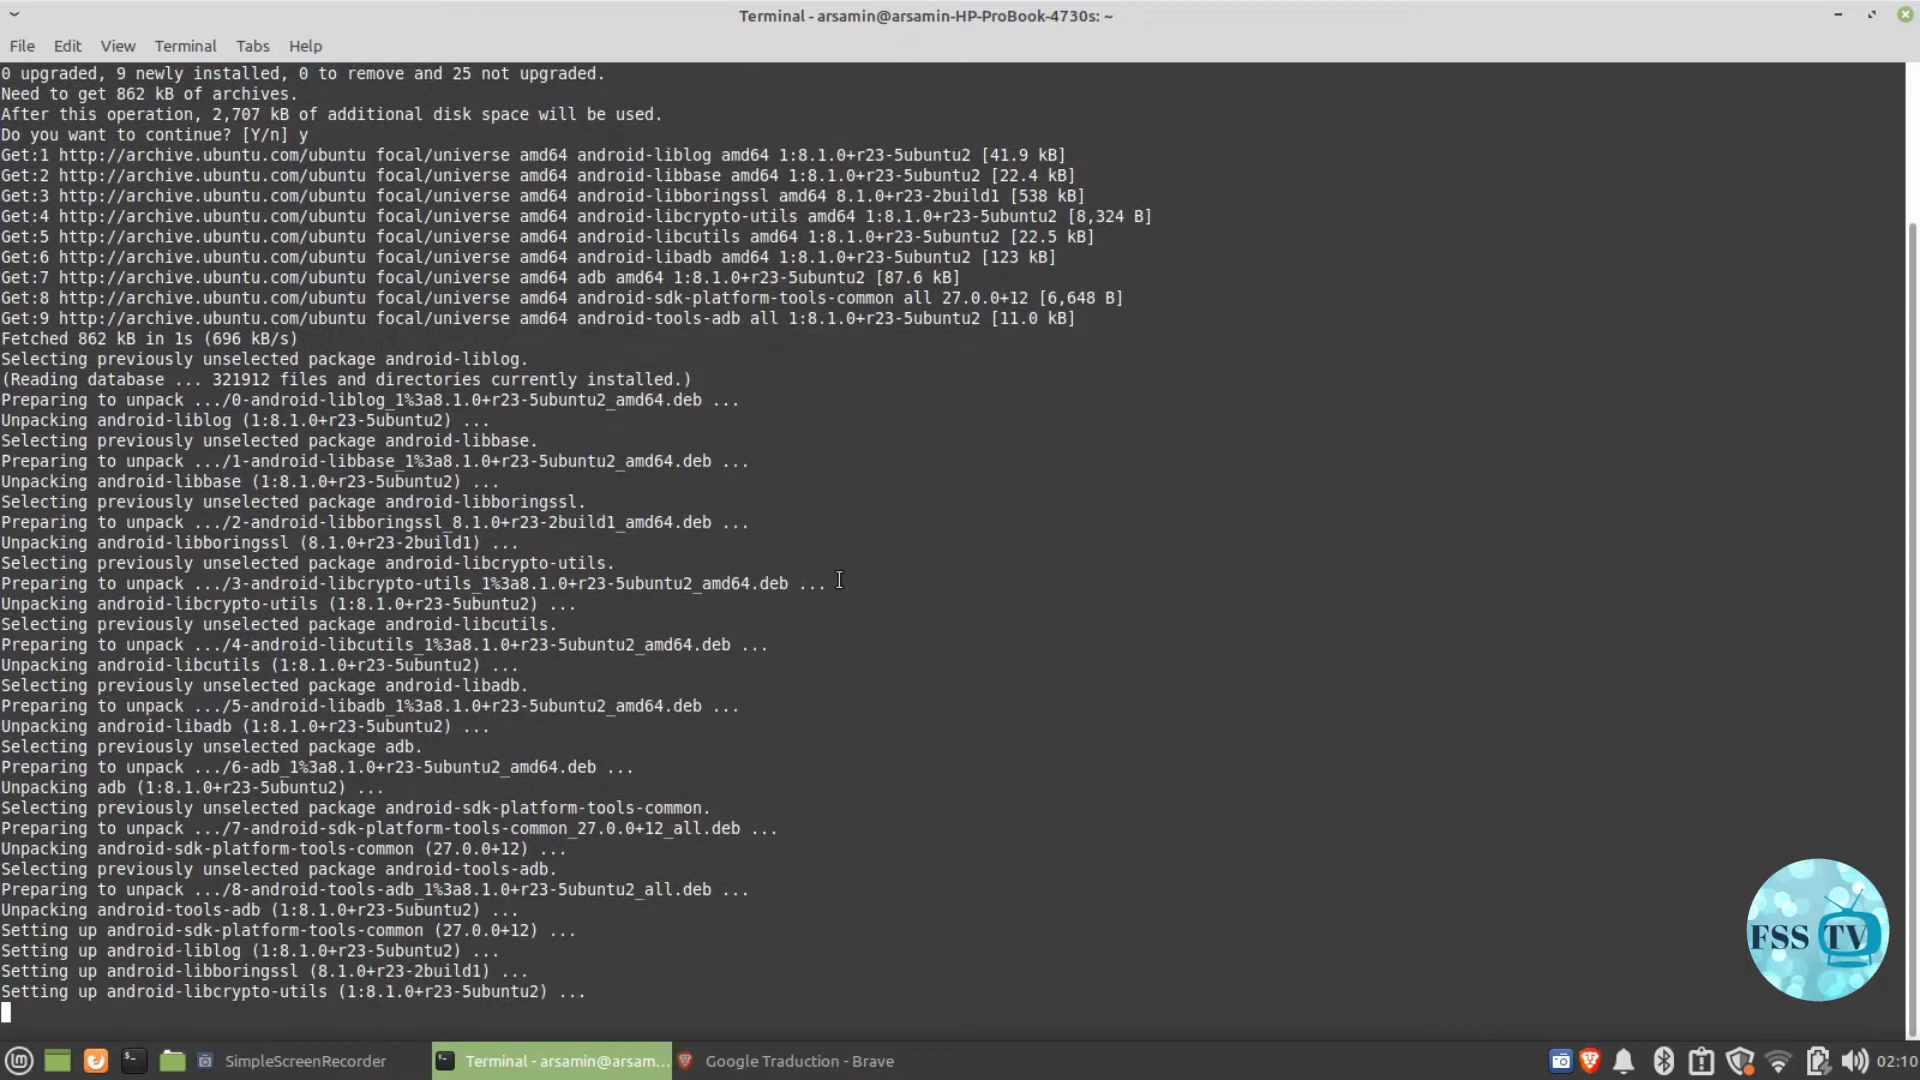 Terminal - arsamin@arsamin-HP-ProBook-4730s: ~
File Edit View Terminal Tabs Help
0 upgraded, 9 newly installed, 0 to remove and 25 not upgraded.
Need to get 862 kB of archives.
After this operation, 2,707 kB of additional disk space will be used.
Do you want to continue? [Y/n] y
Get:1 http://archive.ubuntu.com/ubuntu focal/universe amd64 android-liblog amd64 1:8.1.0+r23-5ubuntu2 [41.9 kB]
Get:2 http://archive.ubuntu.com/ubuntu focal/universe amd64 android-libbase amd64 1:8.1.0+r23-5ubuntu2 [22.4 kB]
Get:3 http://archive.ubuntu.com/ubuntu focal/universe amd64 android-libboringssl amd64 8.1.0+r23-2build1 [538 kB]
Get:4 http://archive.ubuntu.com/ubuntu focal/universe amd64 android-libcrypto-utils amd64 1:8.1.0+r23-5ubuntu2 [8,324 B]
Get:5 http://archive.ubuntu.com/ubuntu focal/universe amd64 android-libcutils amd64 1:8.1.0+r23-5ubuntu2 [22.5 kB]
Get:6 http://archive.ubuntu.com/ubuntu focal/universe amd64 android-libadb amd64 1:8.1.0+r23-5ubuntu2 [123 kB]
Get:7 http://archive.ubuntu.com/ubuntu focal/universe amd64 adb amd64 1:8.1.0+r23-5ubuntu2 [87.6 kB]
Get:8 http://archive.ubuntu.com/ubuntu focal/universe amd64 android-sdk-platform-tools-common all 27.0.0+12 [6,648 B]
Get:9 http://archive.ubuntu.com/ubuntu focal/universe amd64 android-tools-adb all 1:8.1.0+r23-5ubuntu2 [11.0 kB]
Fetched 862 kB in 1s (696 kB/s)
Selecting previously unselected package android-liblog.
(Reading database ... 321912 files and directories currently installed.)
Preparing to unpack .../0-android-liblog_1%3a8.1.0+r23-5ubuntu2_amd64.deb ...
Unpacking android-liblog (1:8.1.0+r23-5ubuntu2) ...
Selecting previously unselected package android-libbase.
Preparing to unpack .../1-android-libbase_1%3a8.1.0+r23-5ubuntu2_amd64.deb ...
Unpacking android-libbase (1:8.1.0+r23-5ubuntu2) ...
Selecting previously unselected package android-libboringssl.
Preparing to unpack .../2-android-libboringssl_8.1.0+r23-2build1_amd64.deb ...
Unpacking android-libboringssl (8.1.0+r23-2build1) ...
Selecting previously unselected package android-libcrypto-utils.
Preparing to unpack .../3-android-libcrypto-utils_1%3a8.1.0+r23-5ubuntu2_amd64.deb ...
Unpacking android-libcrypto-utils (1:8.1.0+r23-5ubuntu2) ...
Selecting previously unselected package android-libcutils.
Preparing to unpack .../4-android-libcutils_1%3a8.1.0+r23-5ubuntu2_amd64.deb ...
Unpacking android-libcutils (1:8.1.0+r23-5ubuntu2) ...
Selecting previously unselected package android-libadb.
Preparing to unpack .../5-android-libadb_1%3a8.1.0+r23-5ubuntu2_amd64.deb ...
Unpacking android-libadb (1:8.1.0+r23-5ubuntu2) ...
Selecting previously unselected package adb.
Preparing to unpack .../6-adb_1%3a8.1.0+r23-5ubuntu2_amd64.deb ...
Unpacking adb (1:8.1.0+r23-5ubuntu2) ...
Selecting previously unselected package android-sdk-platform-tools-common.
Preparing to unpack .../7-android-sdk-platform-tools-common_27.0.0+12_all.deb ...
Unpacking android-sdk-platform-tools-common (27.0.0+12) ...
Selecting previously unselected package android-tools-adb.
Preparing to unpack .../8-android-tools-adb_1%3a8.1.0+r23-5ubuntu2_all.deb ...
Unpacking android-tools-adb (1:8.1.0+r23-5ubuntu2) ...
Setting up android-sdk-platform-tools-common (27.0.0+12) ...
Setting up android-liblog (1:8.1.0+r23-5ubuntu2) ...
Setting up android-libboringssl (8.1.0+r23-2build1) ...
Setting up android-libcrypto-utils (1:8.1.0+r23-5ubuntu2) ...
FSS TV
SimpleScreenRecorder Terminal - arsamin@arsam... Google Traduction - Brave 02:10